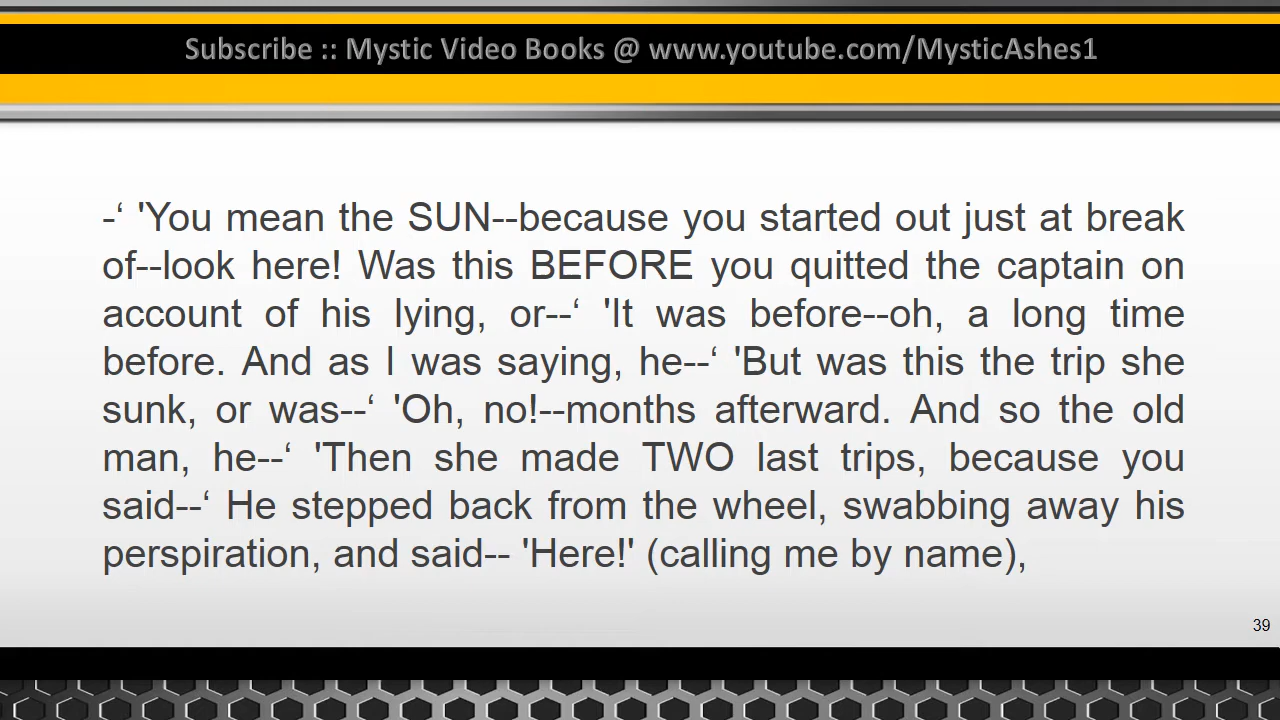 Subscribe :: Mystic Video Books @ www.youtube.com/MysticAshes1
-‘ 'You mean the SUN--because you started out just at break
of--look here! Was this BEFORE you quitted the captain on
account of his lying, or--‘ 'It was before--oh, a long time
before. And as I was saying, he--‘ 'But was this the trip she
sunk, or was--‘ 'Oh, no!--months afterward. And so the old
man, he--‘ 'Then she made TWO last trips, because you
said--‘ He stepped back from the wheel, swabbing away his
perspiration, and said-- 'Here!' (calling me by name),
39